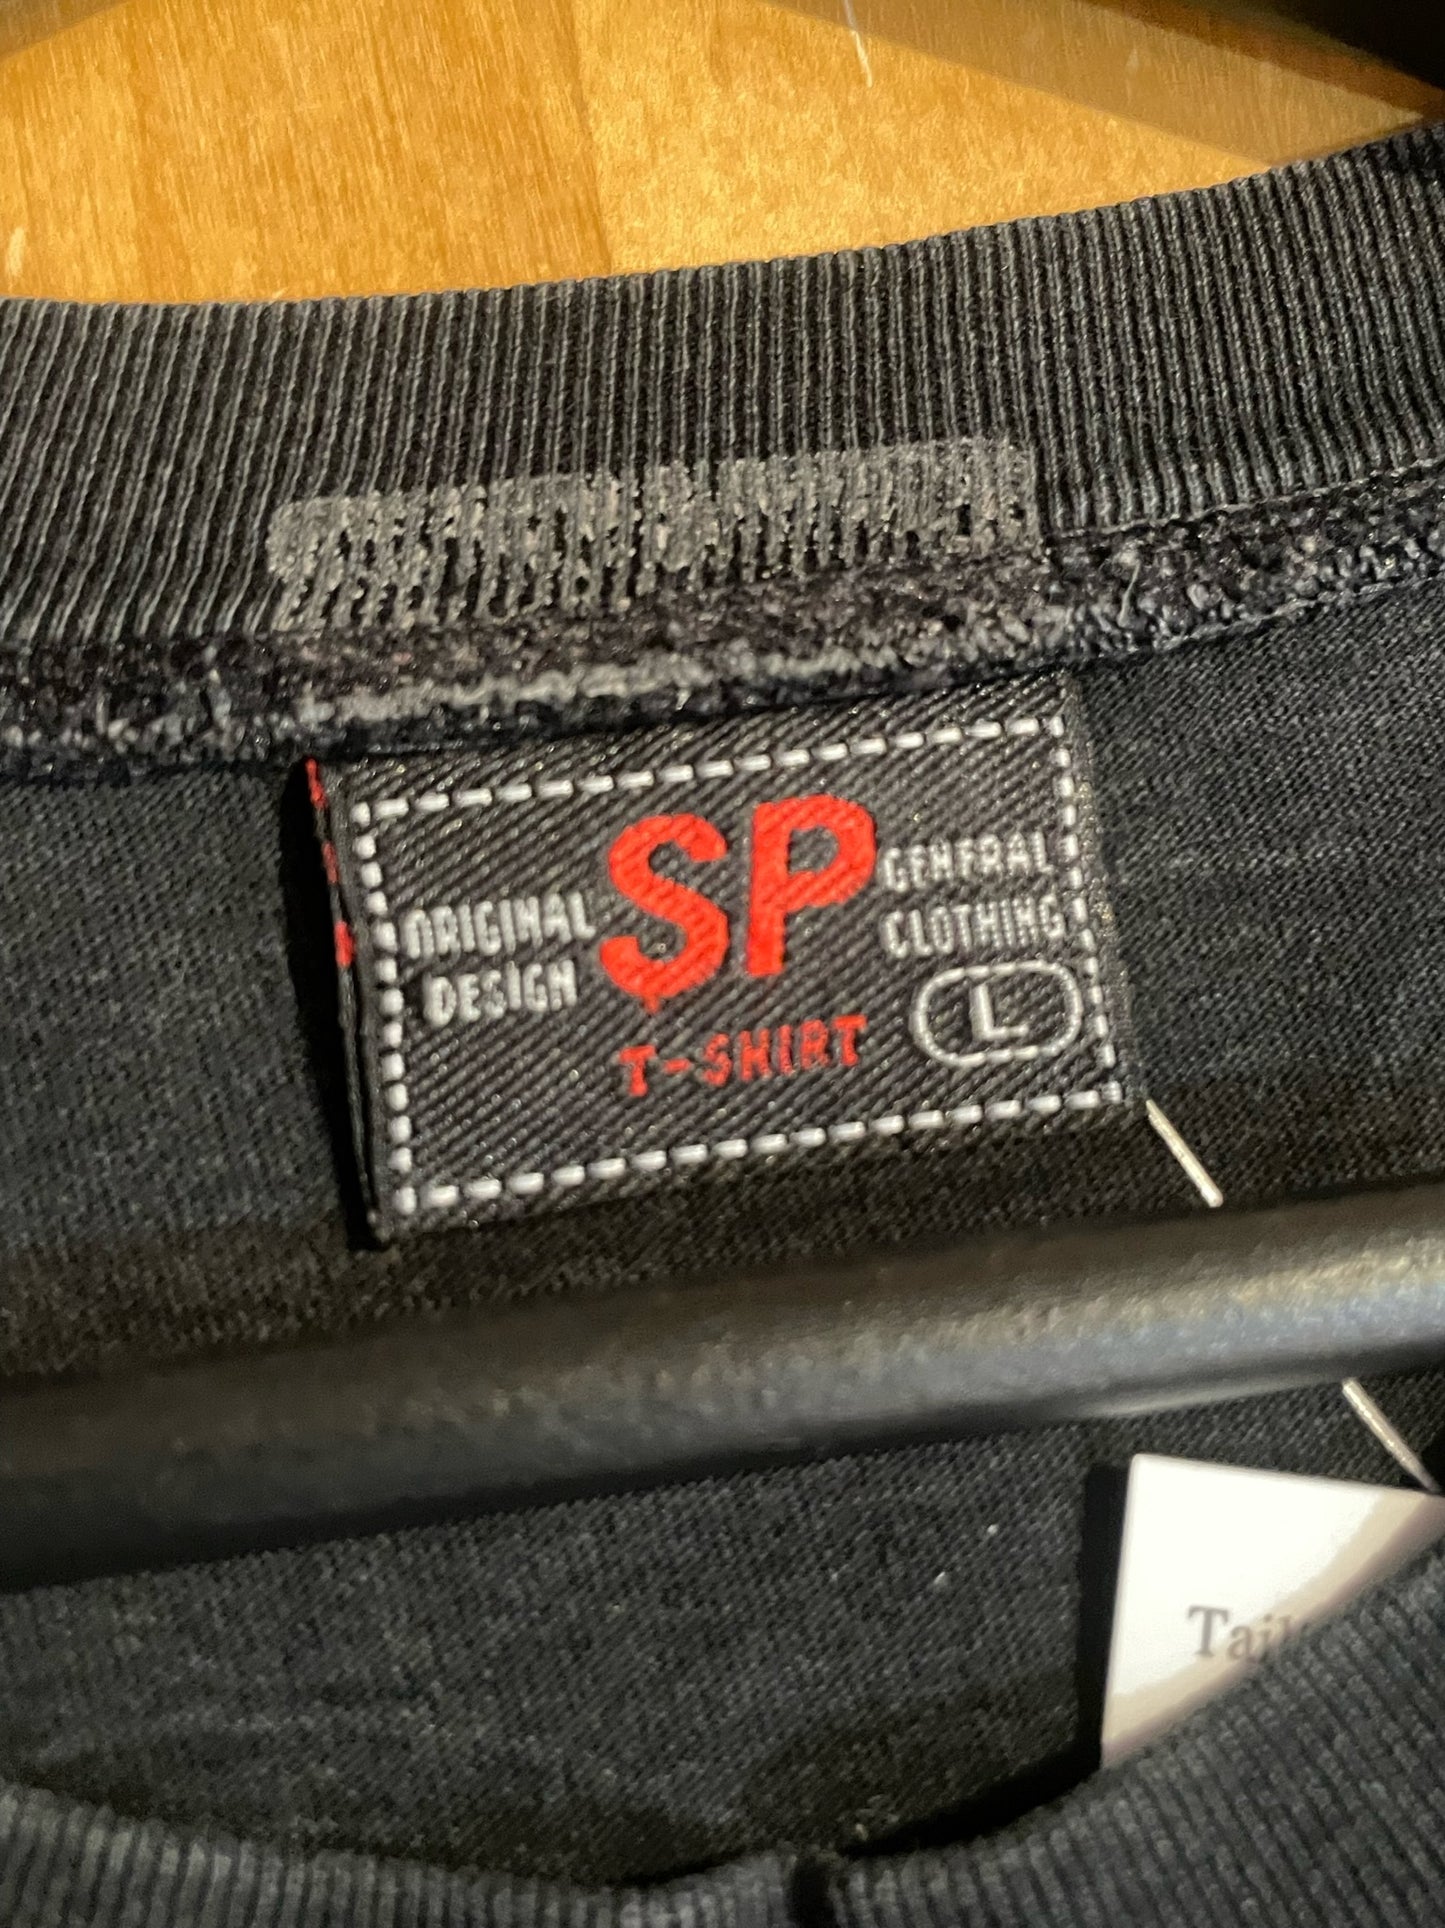 SP
ORIGINAL
DESIGN
GENERAL
CLOTHING
L
T-SHIRT